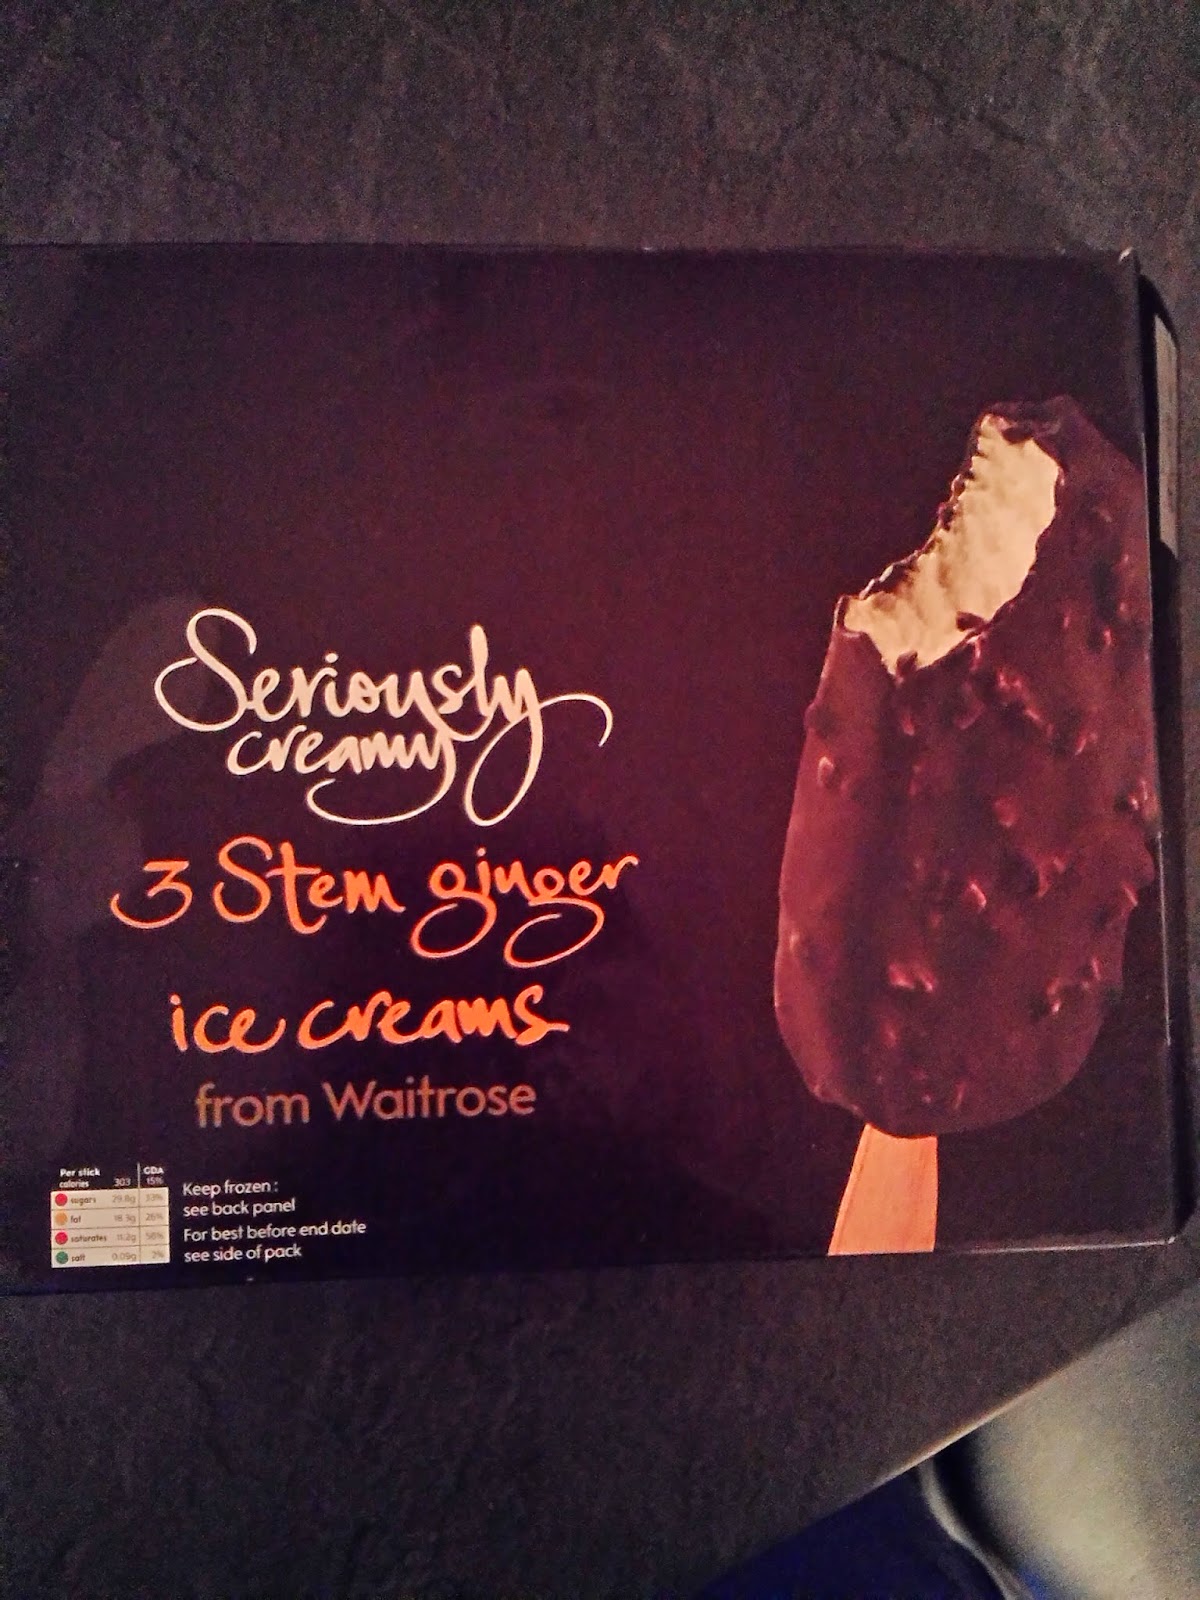 Seriously
creamy
3 Stem ginger
ice creams
from Waitrose
Per stick GDA
calories 303 15%
sugars 29.8g 33%
fat 18.3g 26%
saturates 11.2g 56%
salt 0.09g 2%
Keep frozen:
see back panel
For best before end date
see side of pack